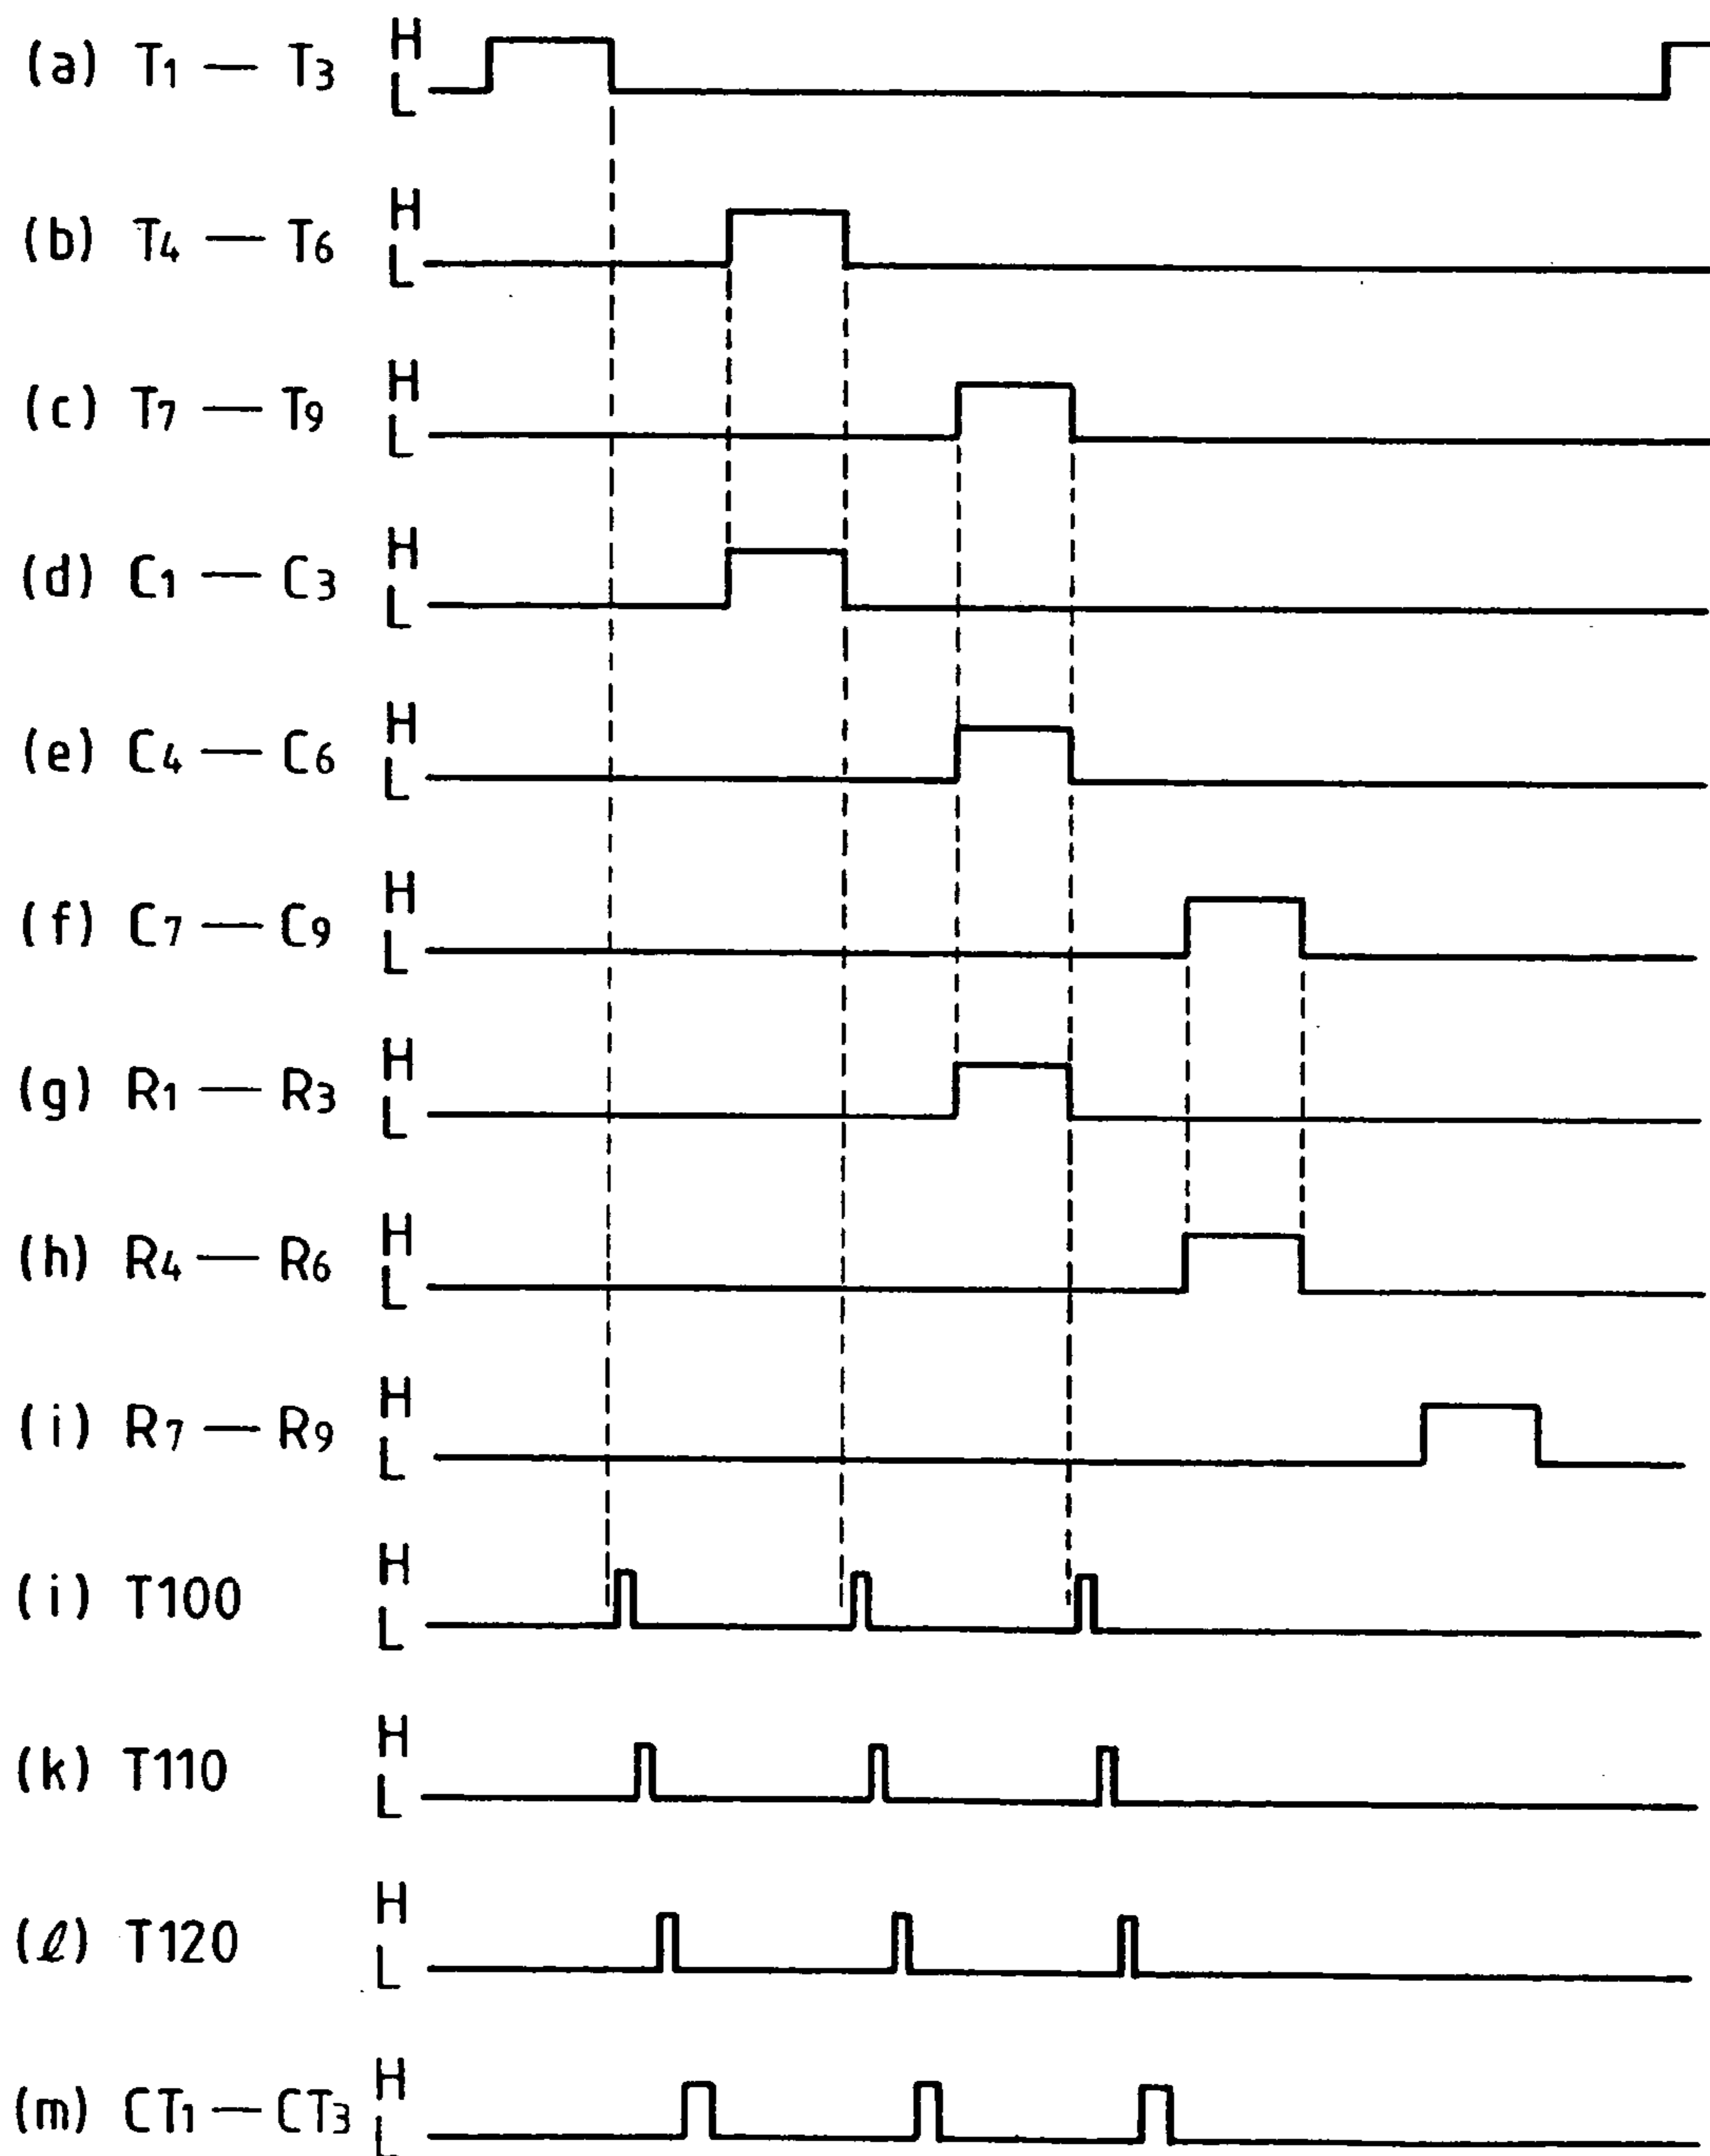 (a) T1 — T3 H L
(b) T4 — T6 H L
(c) T7 — T9 H L
(d) C1 — C3 H L
(e) C4 — C6 H L
(f) C7 — C9 H L
(g) R1 — R3 H L
(h) R4 — R6 H L
(i) R7 — R9 H L
(i) T100 H L
(k) T110 H L
(ℓ) T120 H L
(m) CT1 — CT3 H L